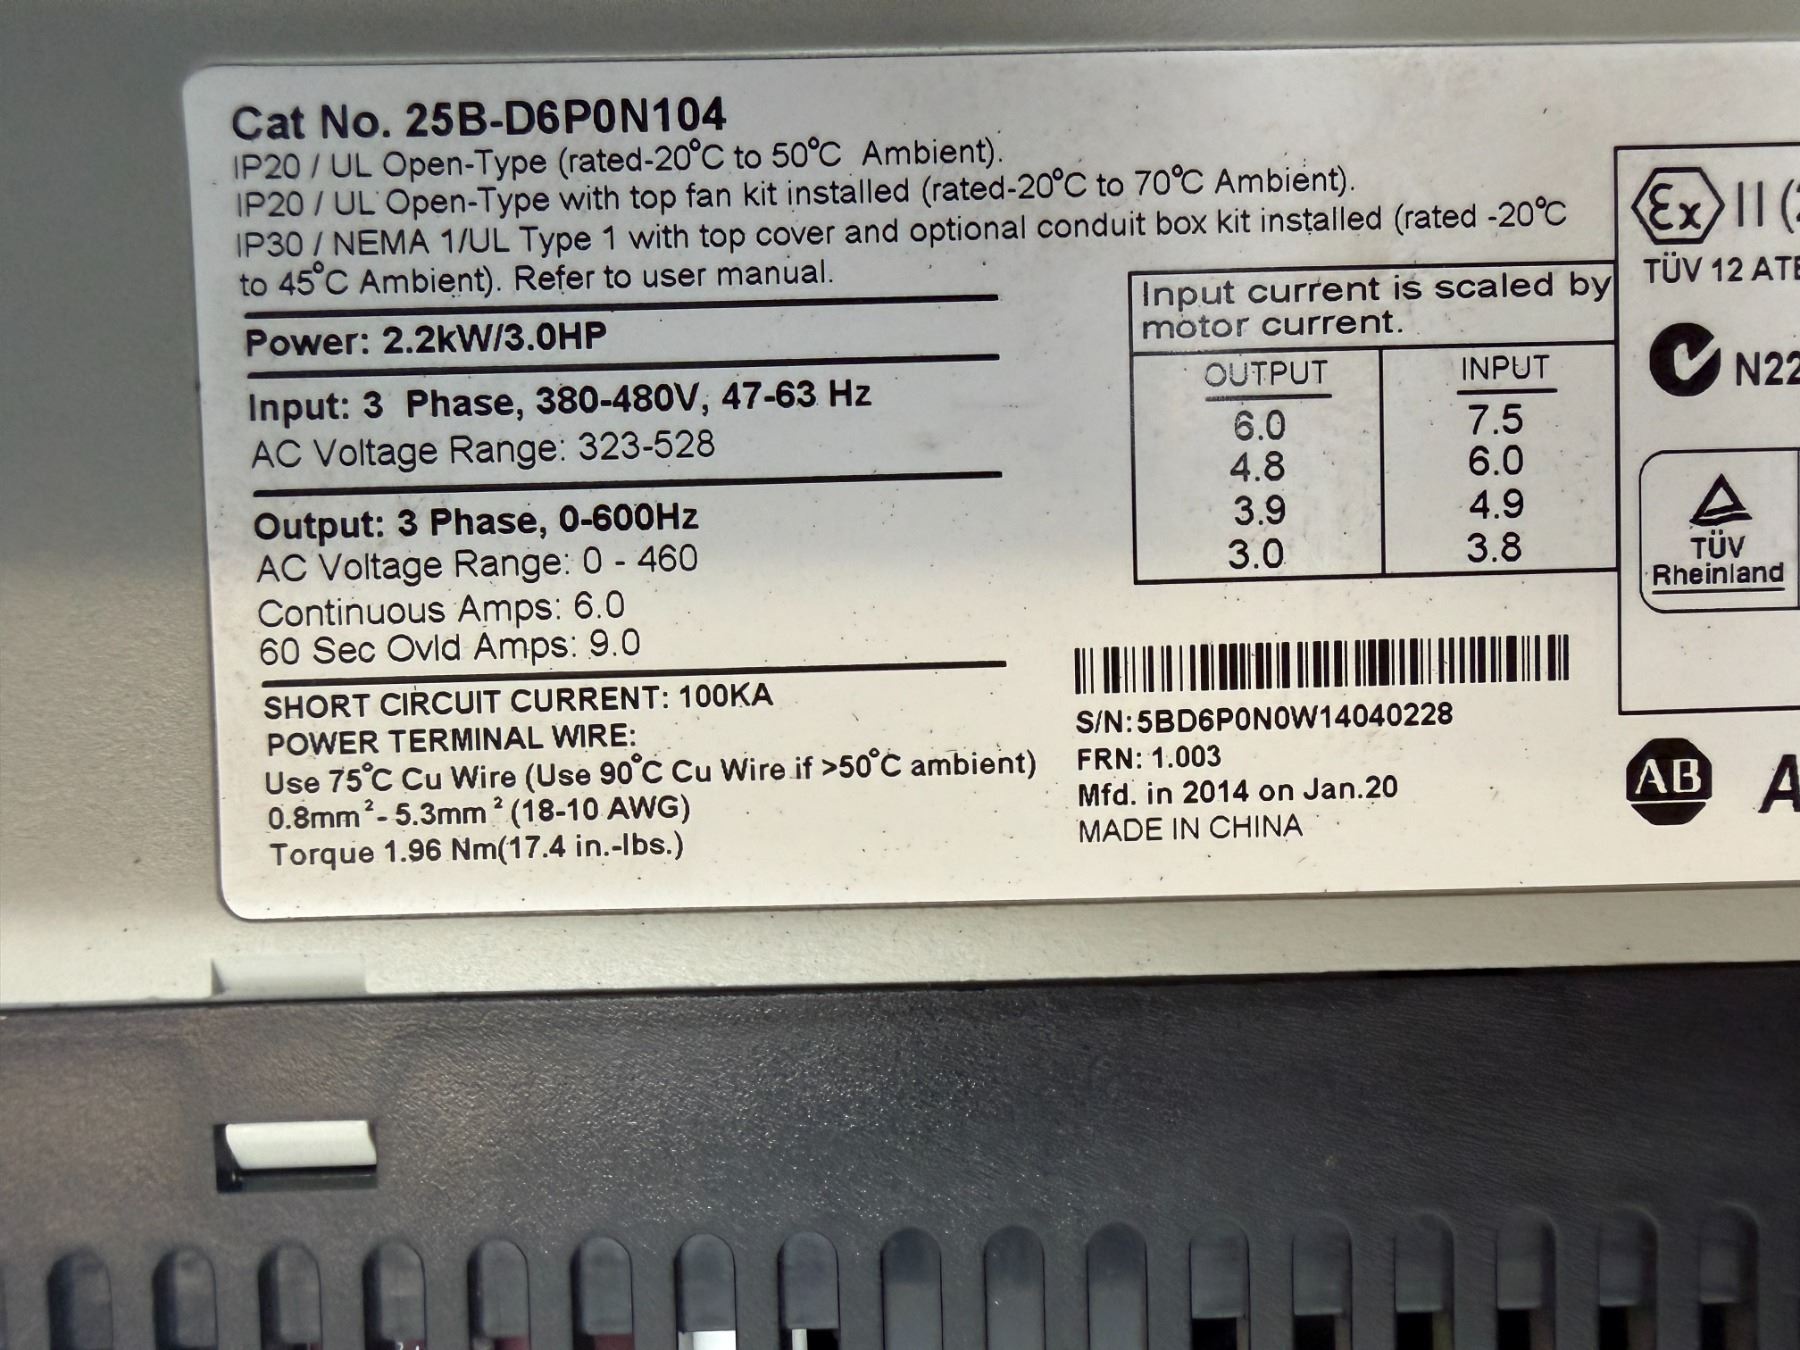 Cat No. 25B-D6P0N104
IP20 / UL Open-Type (rated-20°C to 50°C Ambient).
IP20 / UL Open-Type with top fan kit installed (rated-20°C to 70°C Ambient).
IP30 / NEMA 1/UL Type 1 with top cover and optional conduit box kit installed (rated -20°C
to 45°C Ambient). Refer to user manual.
Power: 2.2kW/3.0HP
Input: 3 Phase, 380-480V, 47-63 Hz
AC Voltage Range: 323-528
Output: 3 Phase, 0-600Hz
AC Voltage Range: 0 - 460
Continuous Amps: 6.0
60 Sec Ovld Amps: 9.0
SHORT CIRCUIT CURRENT: 100KA
POWER TERMINAL WIRE:
Use 75°C Cu Wire (Use 90°C Cu Wire if >50°C ambient)
0.8mm² - 5.3mm² (18-10 AWG)
Torque 1.96 Nm(17.4 in.-lbs.)
Input current is scaled by
motor current.
OUTPUT INPUT
6.0 7.5
4.8 6.0
3.9 4.9
3.0 3.8
S/N: 5BD6P0N0W14040228
FRN: 1.003
Mfd. in 2014 on Jan.20
MADE IN CHINA
Ex II (
TÜV 12 ATE
N22
TÜV
Rheinland
AB A